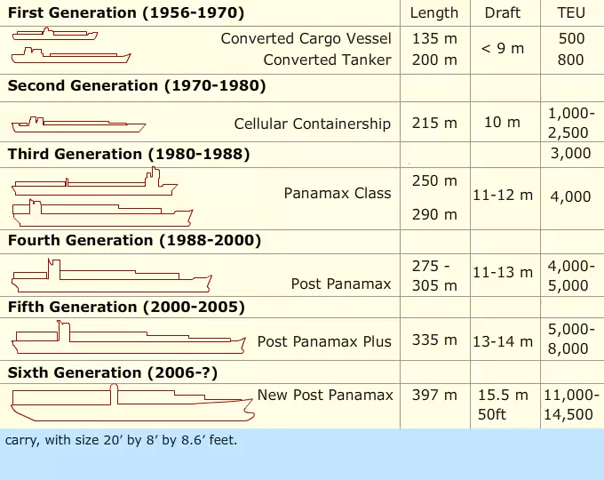 First Generation (1956-1970) Length Draft TEU
Converted Cargo Vessel 135 m < 9 m 500
Converted Tanker 200 m 800
Second Generation (1970-1980)
Cellular Containership 215 m 10 m 1,000-
2,500
Third Generation (1980-1988) 3,000
Panamax Class 250 m 11-12 m 4,000
290 m
Fourth Generation (1988-2000)
Post Panamax 275 -
305 m 11-13 m 4,000-
5,000
Fifth Generation (2000-2005)
Post Panamax Plus 335 m 13-14 m 5,000-
8,000
Sixth Generation (2006-?)
New Post Panamax 397 m 15.5 m 11,000-
50ft 14,500
carry, with size 20’ by 8’ by 8.6’ feet.